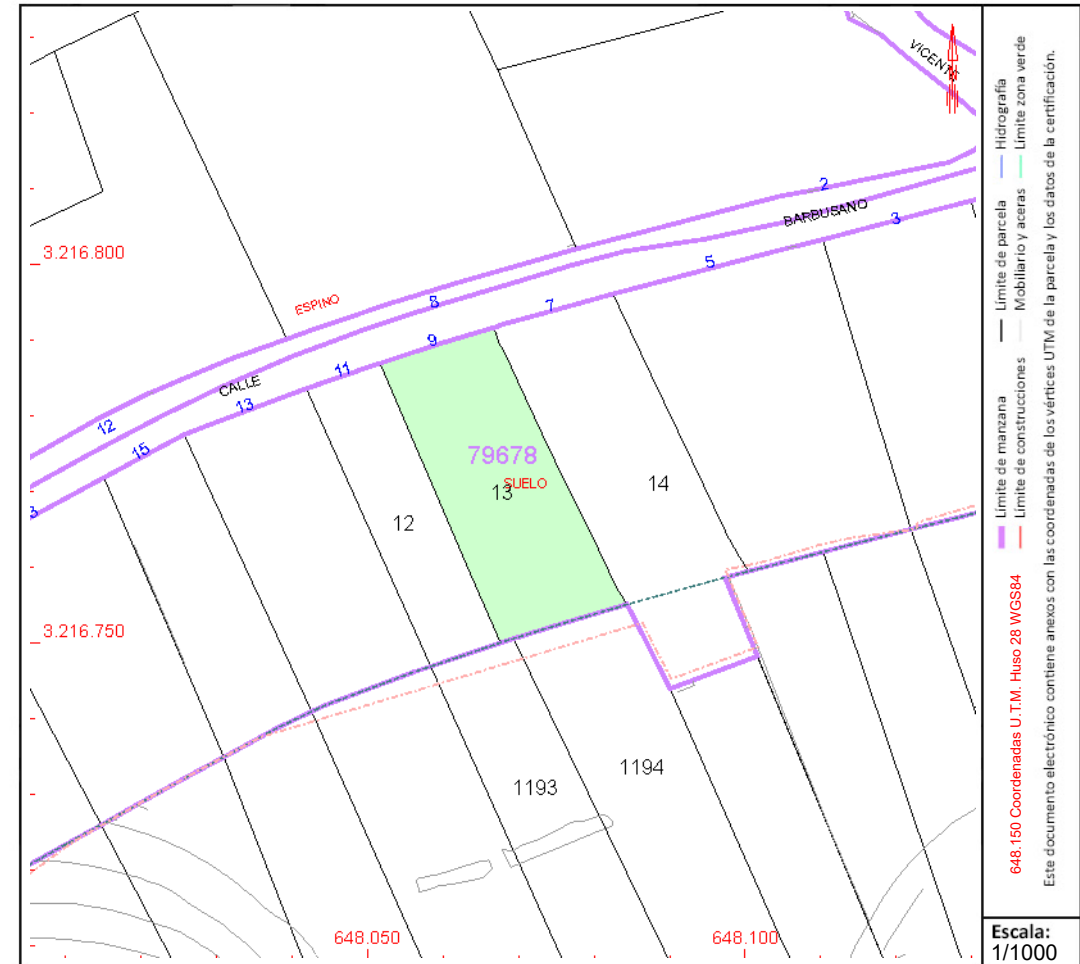 VICENTE
2
BARBUSANO
3
3.216.800
5
ESPINO
8
7
9
11
CALLE
13
12
15
3
79678
SUELO
13
14
12
3.216.750
1194
1193
648.050
648.100
Límite de manzana
Límite de parcela
Hidrografía
Límite de construcciones
Mobiliario y aceras
Límite zona verde
648.150 Coordenadas U.T.M. Huso 28 WGS84
Este documento electrónico contiene anexos con las coordenadas de los vértices UTM de la parcela y los datos de la certificación.
Escala:
1/1000